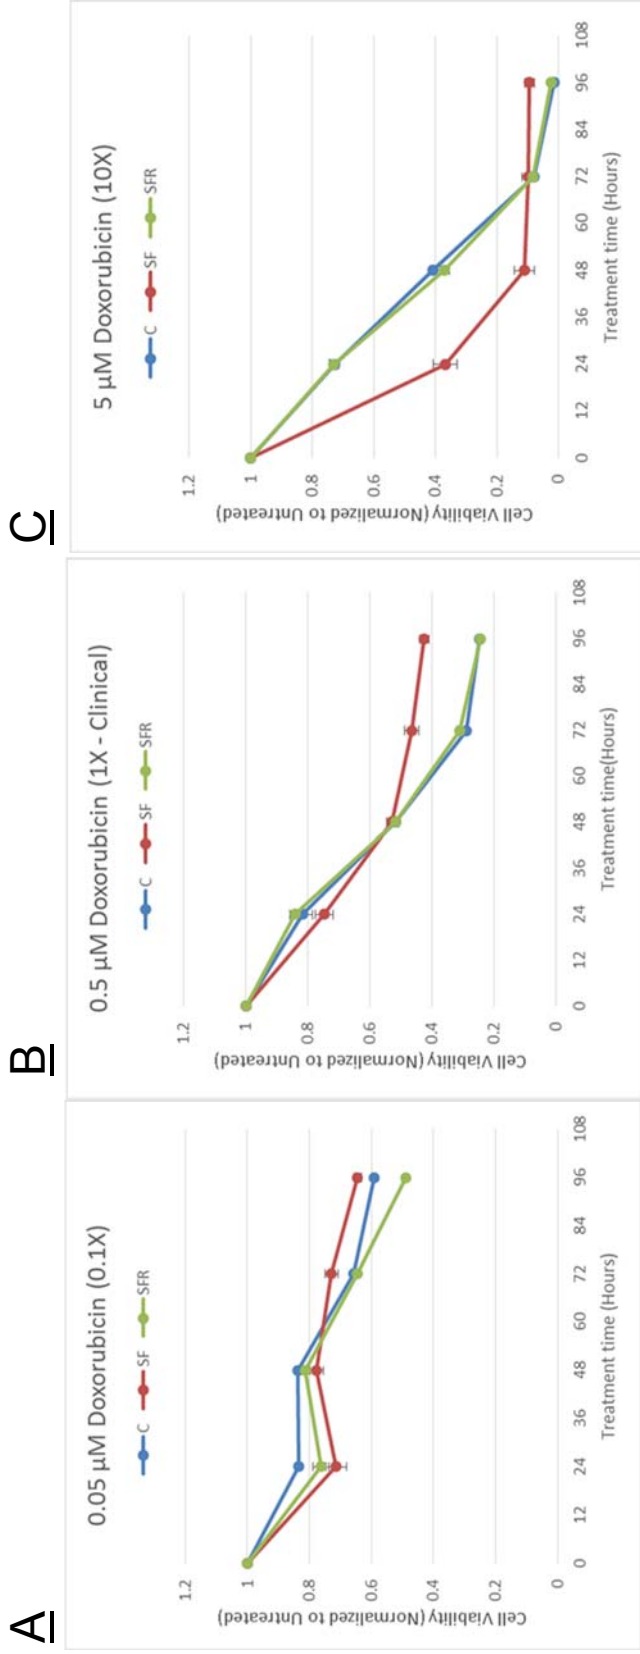 A
0.05 µM Doxorubicin (0.1X)
C SF SFR
Cell Viability (Normalized to Untreated)
1.2
1
0.8
0.6
0.4
0.2
0
0 12 24 36 48 60 72 84 96 108
Treatment time (Hours)
B
0.5 µM Doxorubicin (1X - Clinical)
C SF SFR
Cell Viability (Normalized to Untreated)
1.2
1
0.8
0.6
0.4
0.2
0
0 12 24 36 48 60 72 84 96 108
Treatment time(Hours)
C
5 µM Doxorubicin (10X)
C SF SFR
Cell Viability (Normalized to Untreated)
1.2
1
0.8
0.6
0.4
0.2
0
0 12 24 36 48 60 72 84 96 108
Treatment time (Hours)